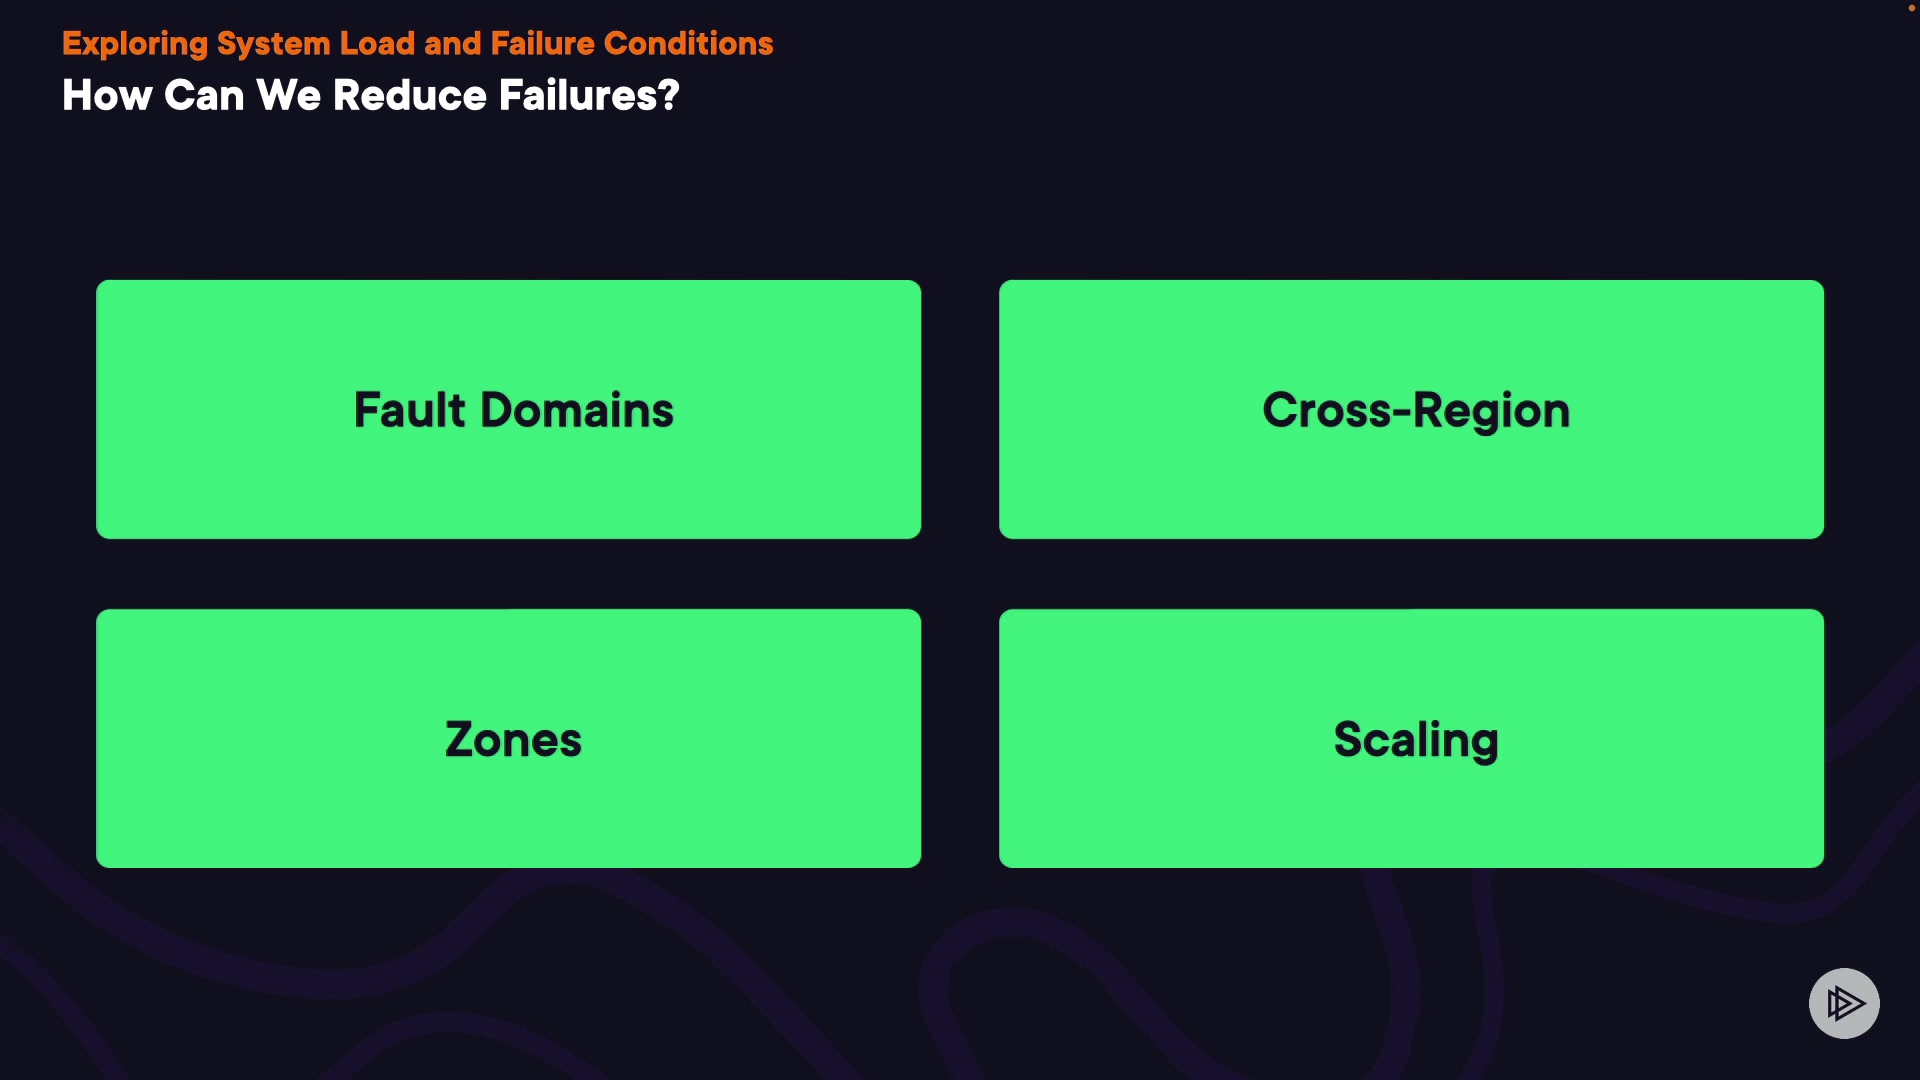 Exploring System Load and Failure Conditions
How Can We Reduce Failures?
Fault Domains
Cross-Region
Zones
Scaling